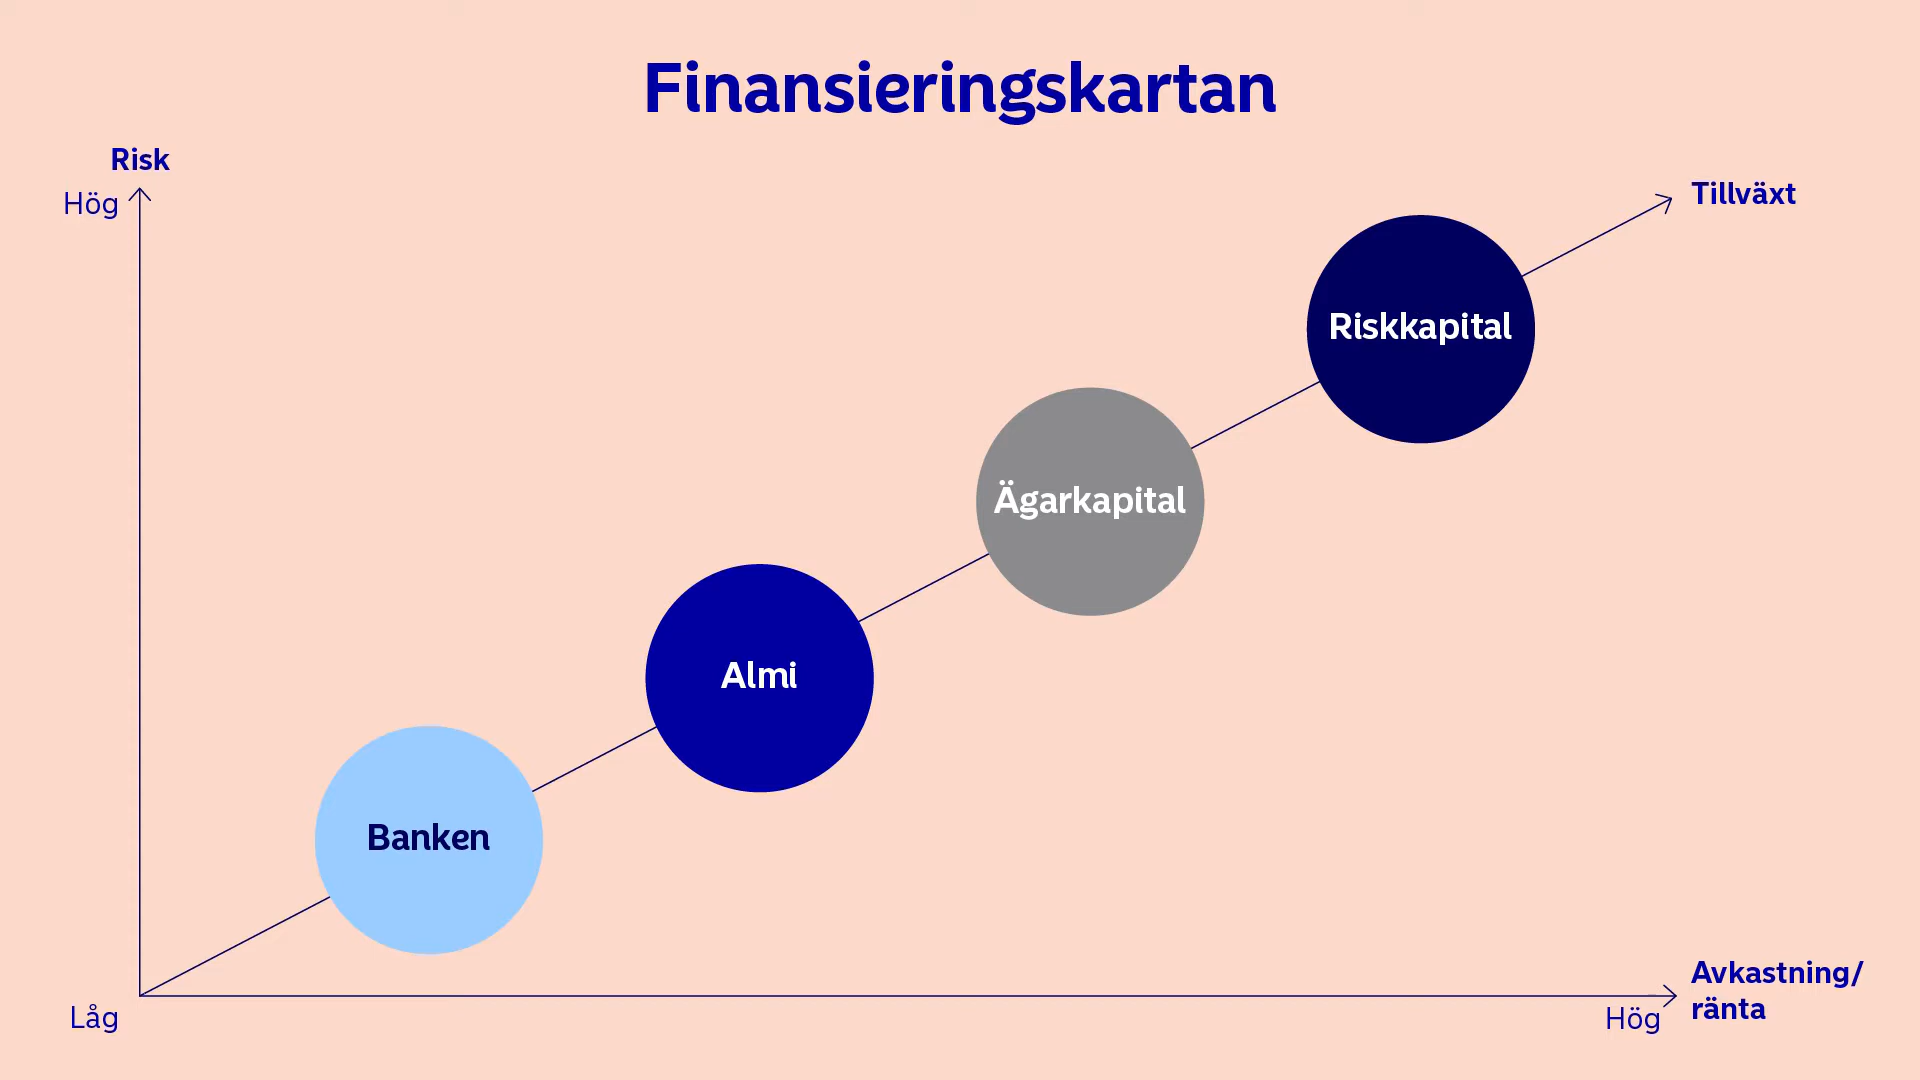 Finansieringskartan
Risk
Hög
Tillväxt
Riskkapital
Ägarkapital
Almi
Banken
Avkastning/
ränta
Låg
Hög